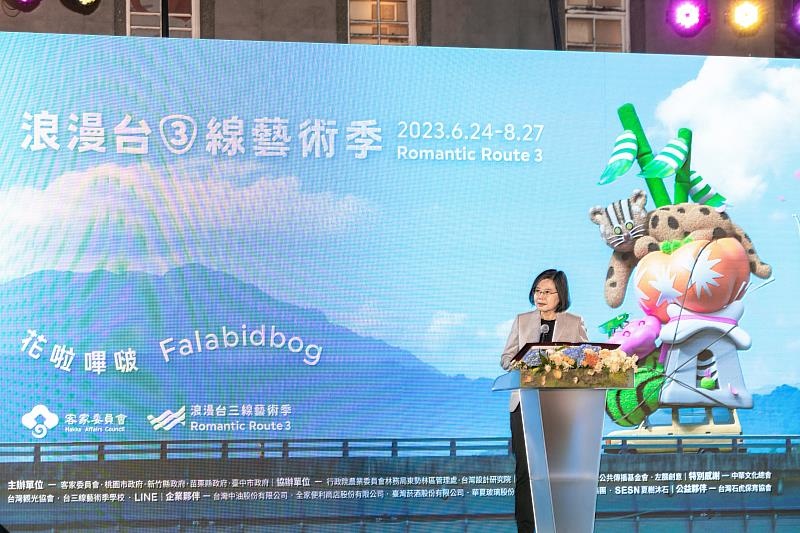 浪漫台3線藝術季
2023.6.24-8.27
Romantic Route 3
花啦嗶啵 Falabidbog
客家委員會
Hakka Affairs Council
浪漫台三線藝術季
Romantic Route 3
主辦單位 — 客家委員會·桃園市政府·新竹縣政府·苗栗縣政府·臺中市政府 | 協辦單位 — 行政院農業委員會林務局東勢林區管理處·台灣設計研究院 公共傳播基金會·左腦創意 | 特別感謝 — 中華文化總會
台灣觀光協會·台三線藝術季學校·LINE | 企業夥伴 — 台灣中油股份有限公司·全家便利商店股份有限公司·臺灣菸酒股份有限公司·華夏玻璃股份 團·SESN夏樹沐石 | 公益夥伴 — 台灣石虎保育協會